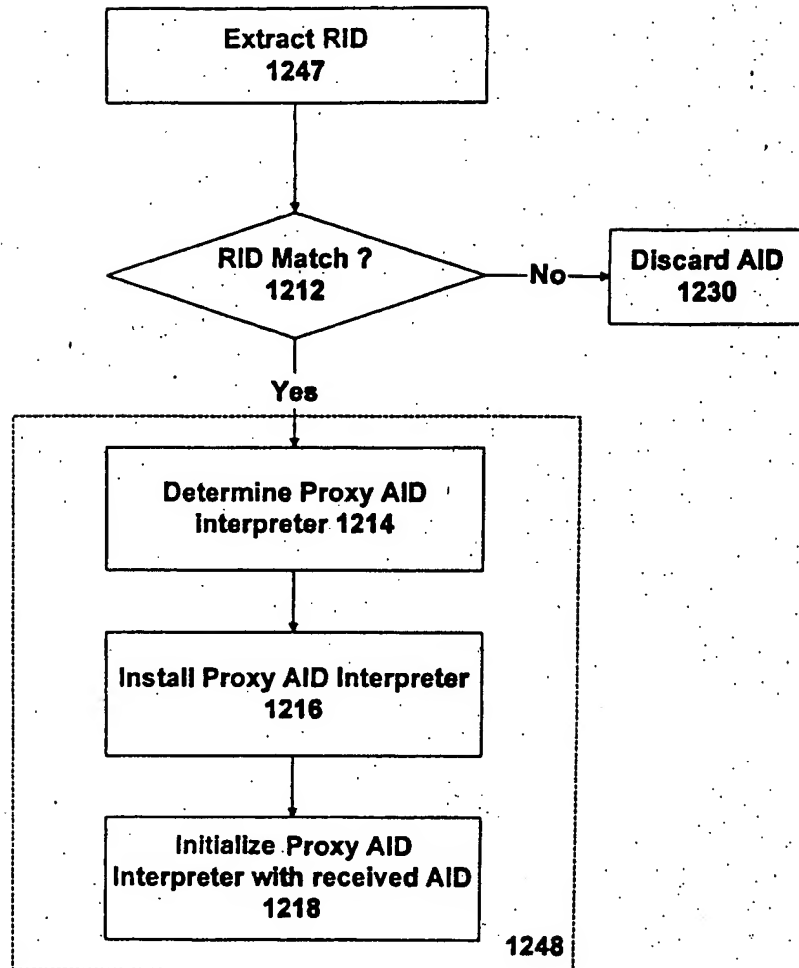 Extract RID
1247
RID Match ?
1212
No
Discard AID
1230
Yes
Determine Proxy AID
Interpreter 1214
Install Proxy AID Interpreter
1216
Initialize Proxy AID
Interpreter with received AID
1218
1248